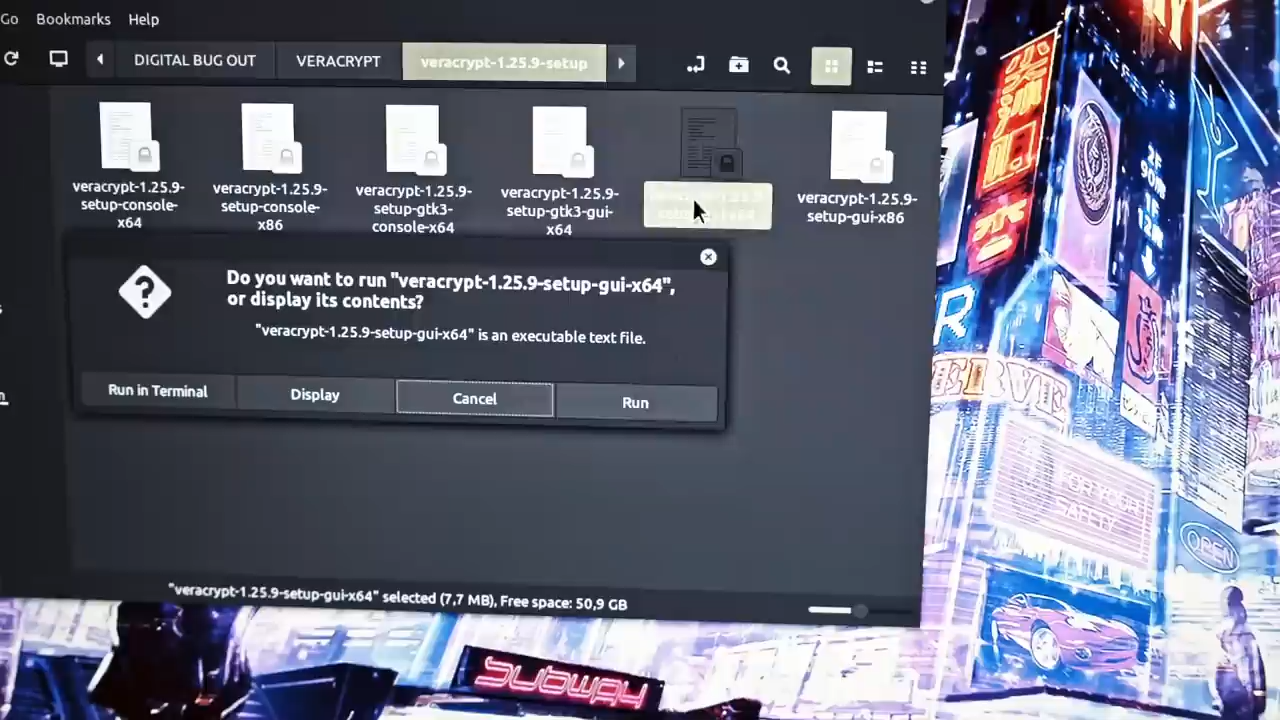 Go Bookmarks Help
DIGITAL BUG OUT VERACRYPT veracrypt-1.25.9-setup
veracrypt-1.25.9-
setup-console-
x64
veracrypt-1.25.9-
setup-console-
x86
veracrypt-1.25.9-
setup-gtk3-
console-x64
veracrypt-1.25.9-
setup-gtk3-gui-
x64
veracrypt-1.25.9-
setup-gui-x86
Do you want to run "veracrypt-1.25.9-setup-gui-x64",
or display its contents?
"veracrypt-1.25.9-setup-gui-x64" is an executable text file.
Run in Terminal
Display
Cancel
Run
"veracrypt-1.25.9-setup-gui-x64" selected (7,7 MB), Free space: 50,9 GB
FOR YOUR
SAFETY
OPEN
SUBWAY